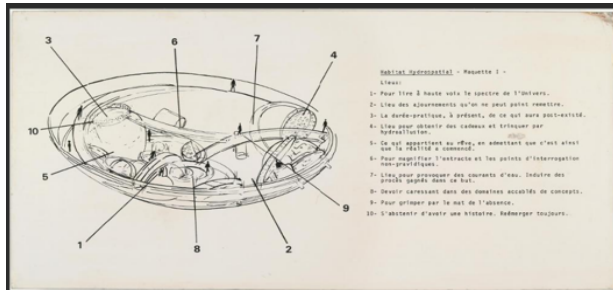 3
6
7
4
10
5
1
8
2
9
Habitat Hydrospatial - Maquette I -
Lieux:
1- Pour lire à haute voix le spectre de l'Univers.
2- Lieu des ajournements qu'on ne peut point remettre.
3- La durée-pratique, à présent, de ce qui aura post-existé.
4- Lieu pour obtenir des cadeaux et trinquer par
hydraillusion.
5- Ce qui appartient au rêve, en admettant que c'est ainsi
que la réalité a commencé.
6- Pour magnifier l'entracte et les points d'interrogation
non-gravidiques.
7- Lieu pour provoquer des courants d'eau. Induire des
procès gagnés dans ce but.
8- Devoir caressant dans des domaines accablés de concepts.
9- Pour grimper par le mat de l'absence.
10- S'abstenir d'avoir une histoire. Reémerger toujours.